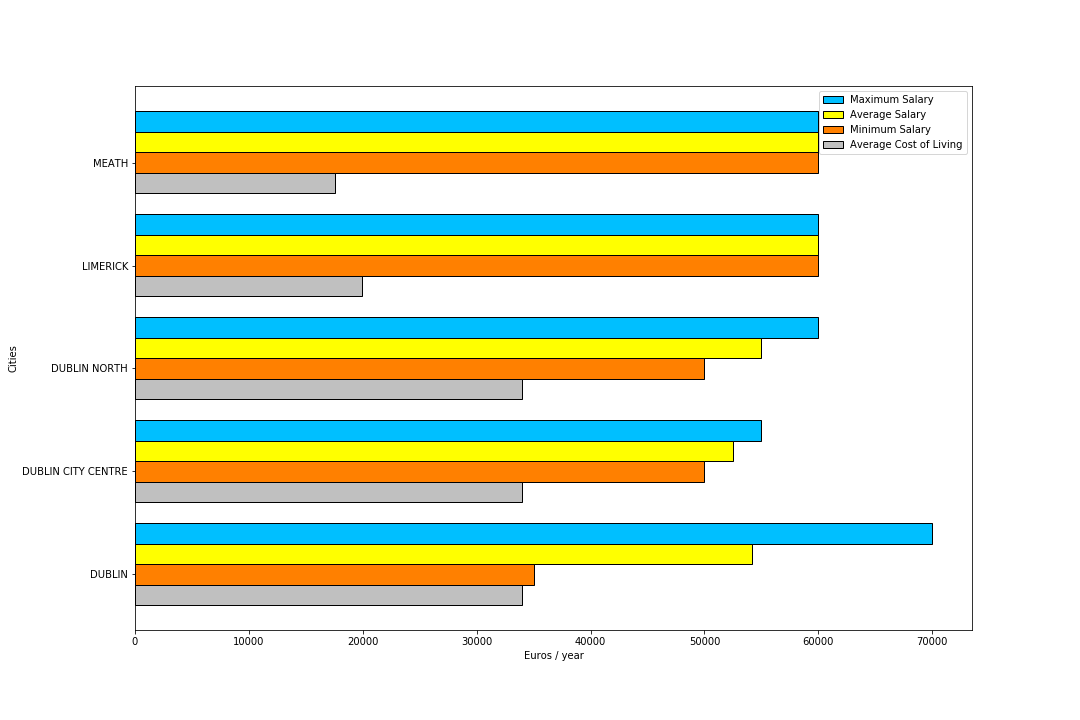 Maximum Salary
Average Salary
Minimum Salary
Average Cost of Living
MEATH
LIMERICK
DUBLIN NORTH
DUBLIN CITY CENTRE
DUBLIN
Cities
0 10000 20000 30000 40000 50000 60000 70000
Euros / year